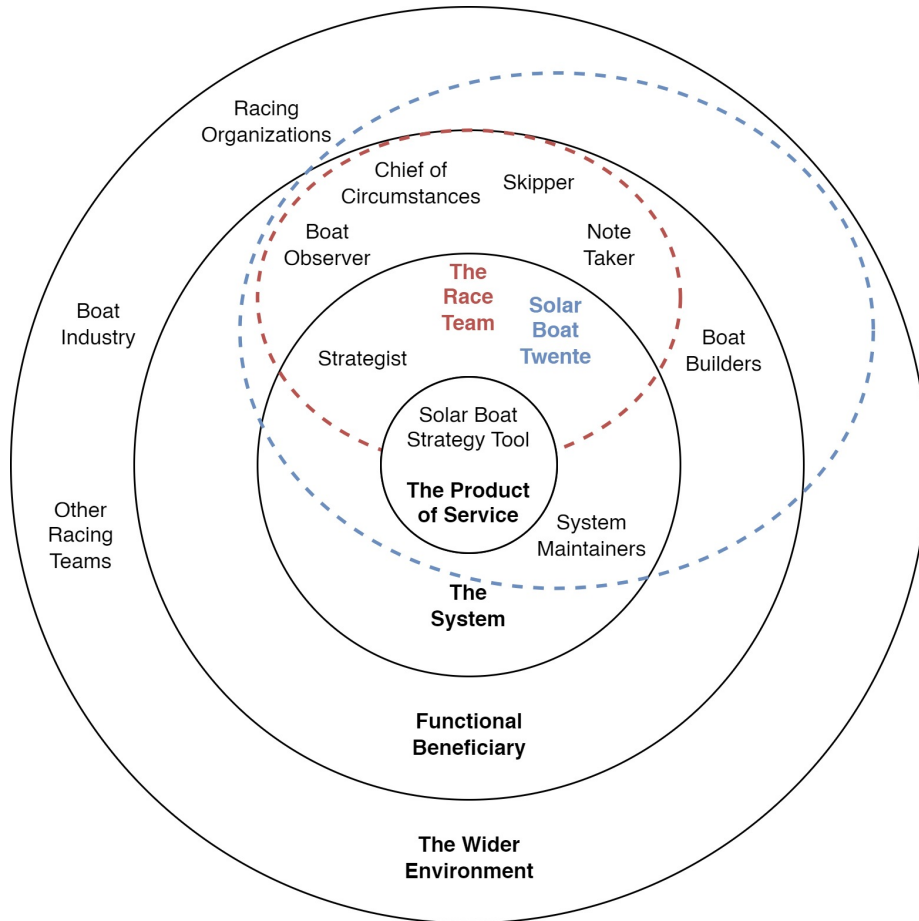 Racing
Organizations
Chief of
Circumstances
Skipper
Boat
Observer
Note
Taker
The
Race
Team
Solar
Boat
Twente
Boat
Industry
Strategist
Boat
Builders
Solar Boat
Strategy Tool
The Product
of Service
Other
Racing
Teams
System
Maintainers
The
System
Functional
Beneficiary
The Wider
Environment